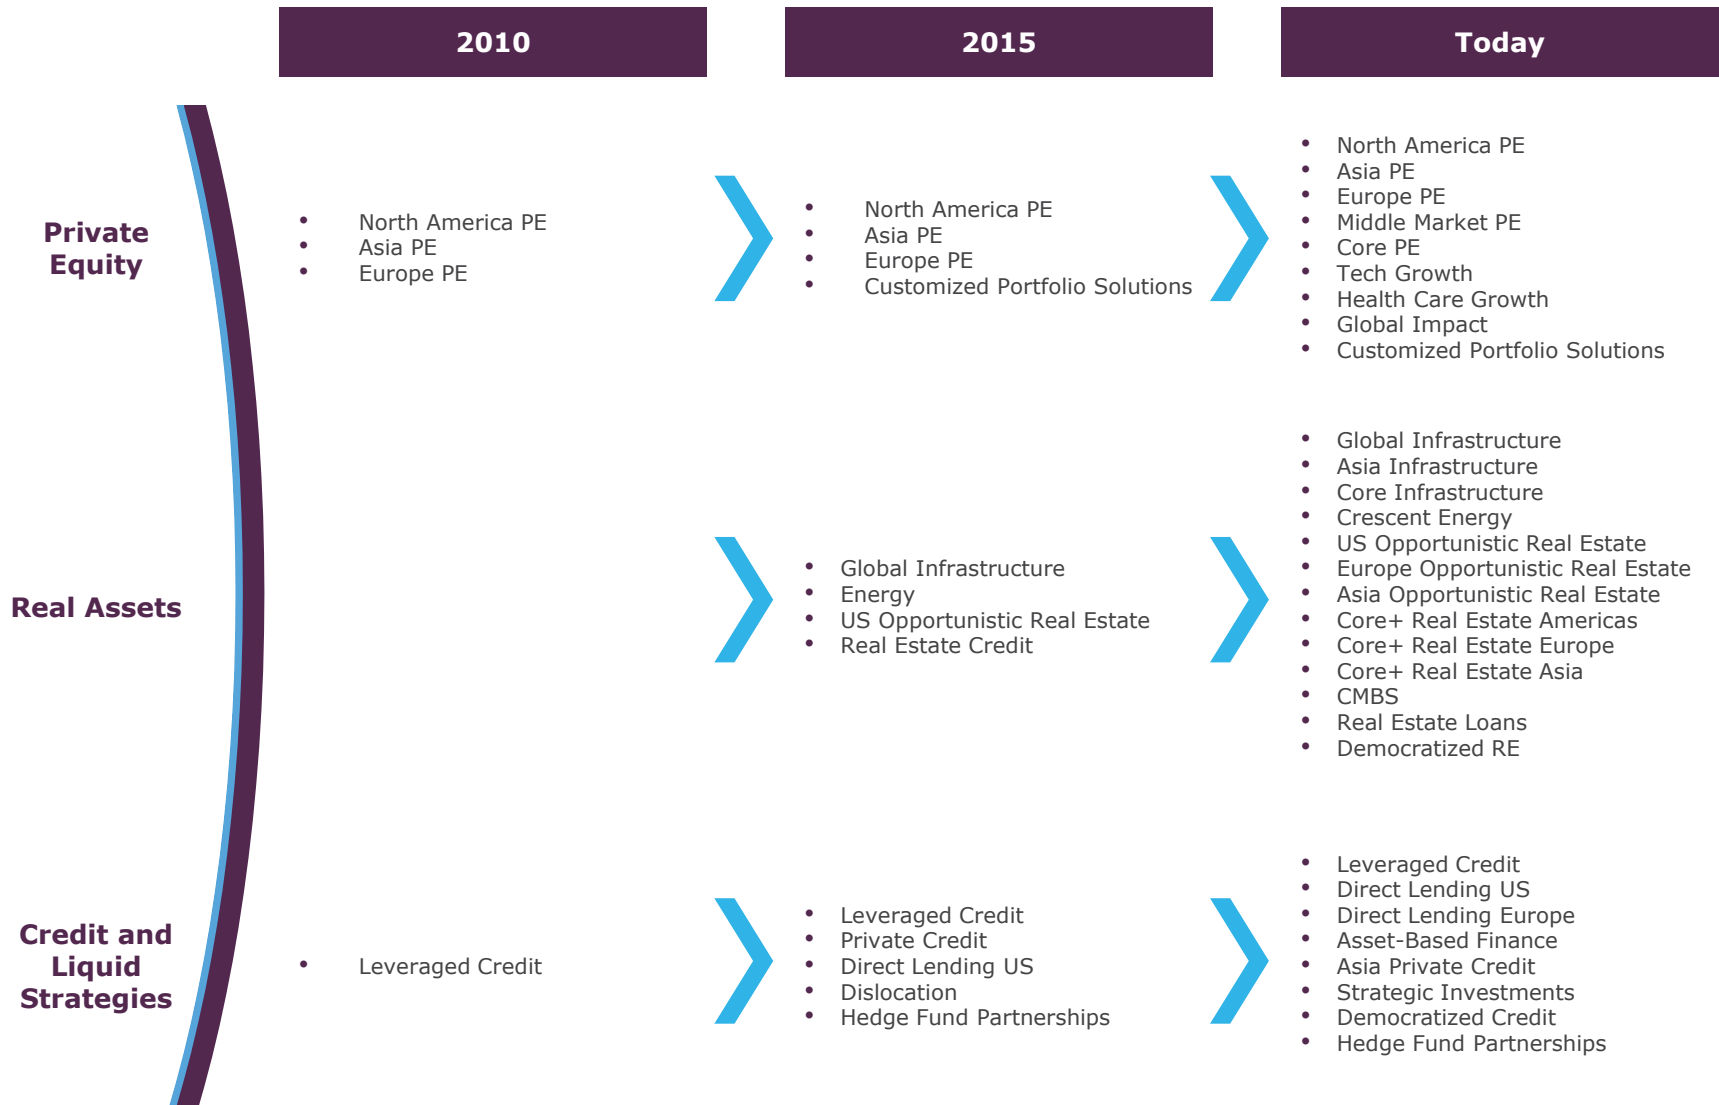 2010
2015
Today
Private
Equity
• North America PE
• Asia PE
• Europe PE
• North America PE
• Asia PE
• Europe PE
• Customized Portfolio Solutions
• North America PE
• Asia PE
• Europe PE
• Middle Market PE
• Core PE
• Tech Growth
• Health Care Growth
• Global Impact
• Customized Portfolio Solutions
Real Assets
• Global Infrastructure
• Energy
• US Opportunistic Real Estate
• Real Estate Credit
• Global Infrastructure
• Asia Infrastructure
• Core Infrastructure
• Crescent Energy
• US Opportunistic Real Estate
• Europe Opportunistic Real Estate
• Asia Opportunistic Real Estate
• Core+ Real Estate Americas
• Core+ Real Estate Europe
• Core+ Real Estate Asia
• CMBS
• Real Estate Loans
• Democratized RE
Credit and
Liquid
Strategies
• Leveraged Credit
• Leveraged Credit
• Private Credit
• Direct Lending US
• Dislocation
• Hedge Fund Partnerships
• Leveraged Credit
• Direct Lending US
• Direct Lending Europe
• Asset-Based Finance
• Asia Private Credit
• Strategic Investments
• Democratized Credit
• Hedge Fund Partnerships